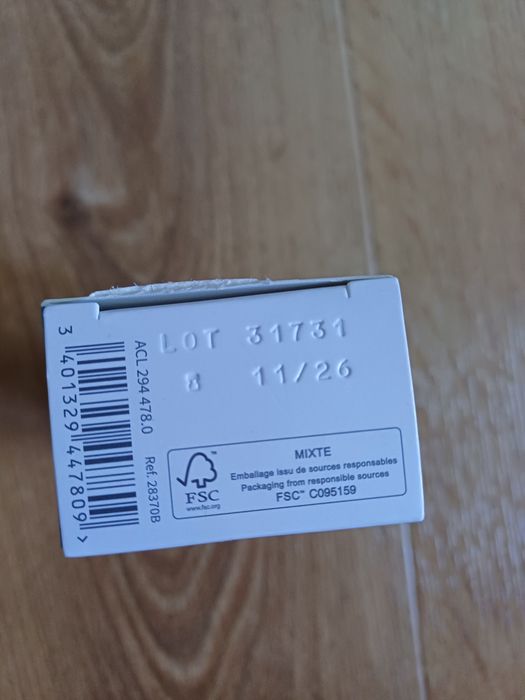 LOT 31731
8 11/26
3 401329 447809 >
ACL 294 478.0 Ref. 28370B
FSC™
www.fsc.org
MIXTE
Emballage issu de sources responsables
Packaging from responsible sources
FSC™ C095159